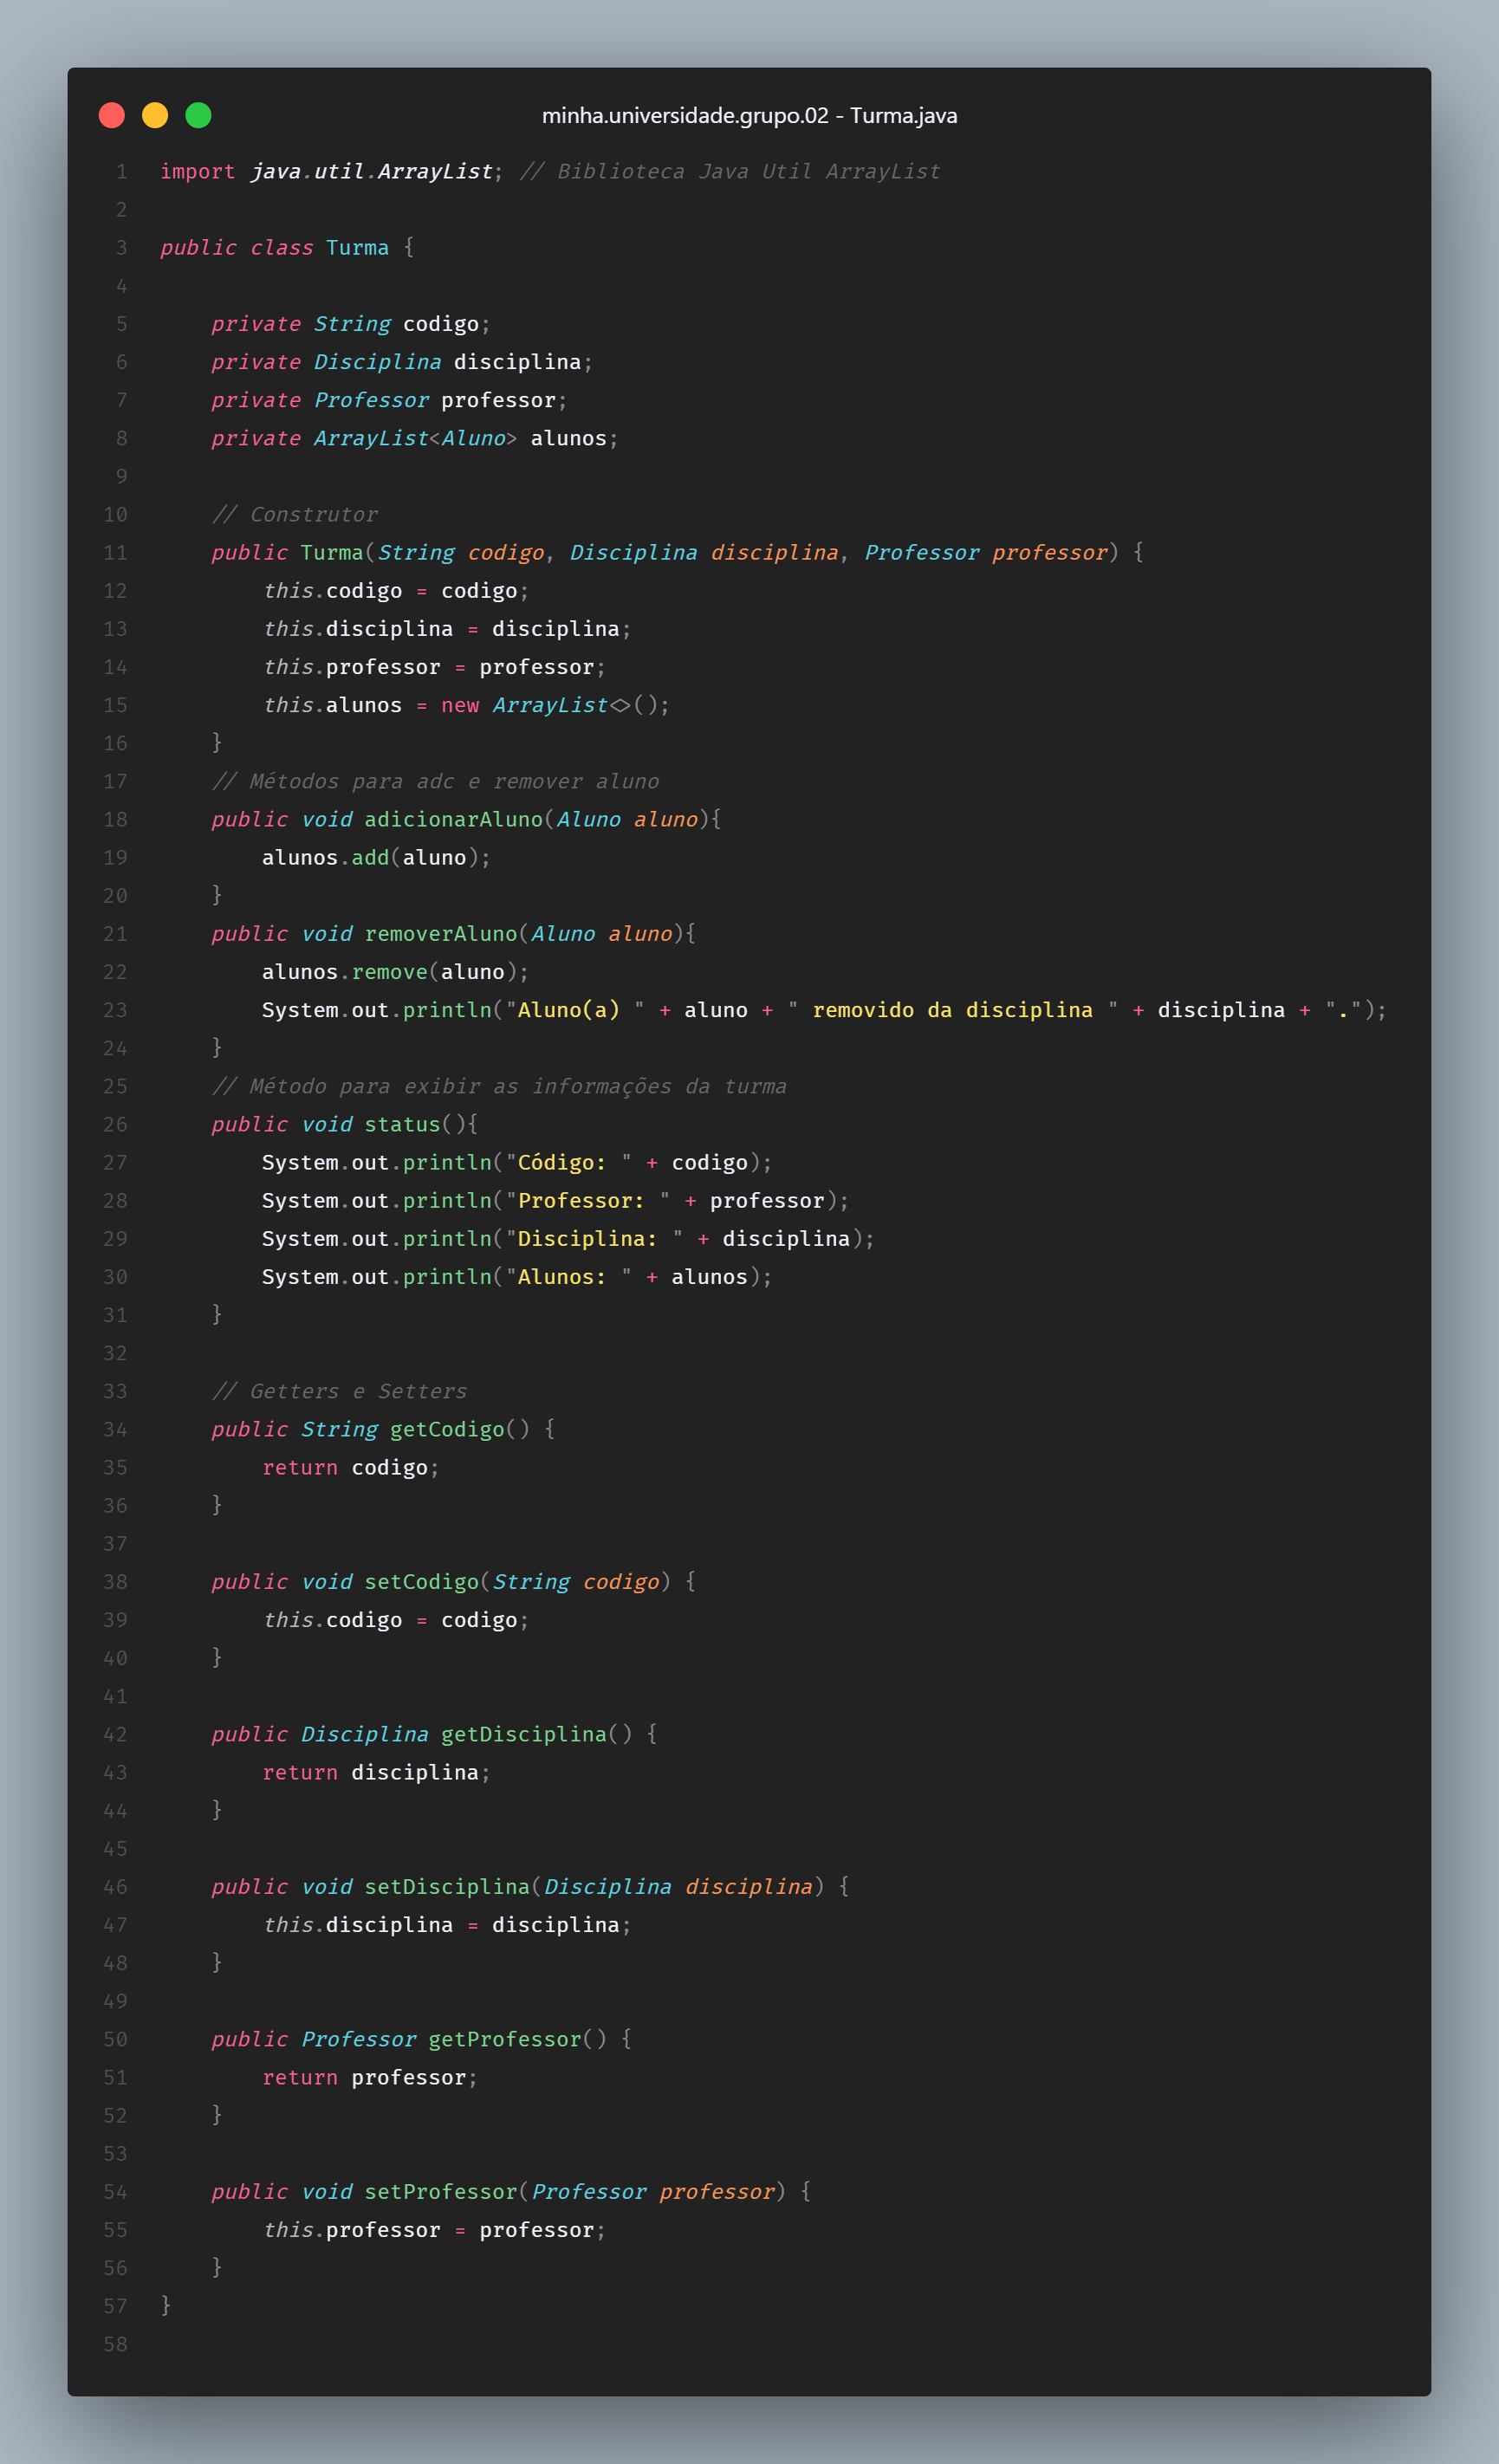 minha.universidade.grupo.02 - Turma.java
1 import java.util.ArrayList; // Biblioteca Java Util ArrayList
2
3 public class Turma {
4
5     private String codigo;
6     private Disciplina disciplina;
7     private Professor professor;
8     private ArrayList<Aluno> alunos;
9
10     // Construtor
11     public Turma(String codigo, Disciplina disciplina, Professor professor) {
12         this.codigo = codigo;
13         this.disciplina = disciplina;
14         this.professor = professor;
15         this.alunos = new ArrayList<>();
16     }
17     // Métodos para adc e remover aluno
18     public void adicionarAluno(Aluno aluno){
19         alunos.add(aluno);
20     }
21     public void removerAluno(Aluno aluno){
22         alunos.remove(aluno);
23         System.out.println("Aluno(a) " + aluno + " removido da disciplina " + disciplina + ".");
24     }
25     // Método para exibir as informações da turma
26     public void status(){
27         System.out.println("Código: " + codigo);
28         System.out.println("Professor: " + professor);
29         System.out.println("Disciplina: " + disciplina);
30         System.out.println("Alunos: " + alunos);
31     }
32
33     // Getters e Setters
34     public String getCodigo() {
35         return codigo;
36     }
37
38     public void setCodigo(String codigo) {
39         this.codigo = codigo;
40     }
41
42     public Disciplina getDisciplina() {
43         return disciplina;
44     }
45
46     public void setDisciplina(Disciplina disciplina) {
47         this.disciplina = disciplina;
48     }
49
50     public Professor getProfessor() {
51         return professor;
52     }
53
54     public void setProfessor(Professor professor) {
55         this.professor = professor;
56     }
57 }
58